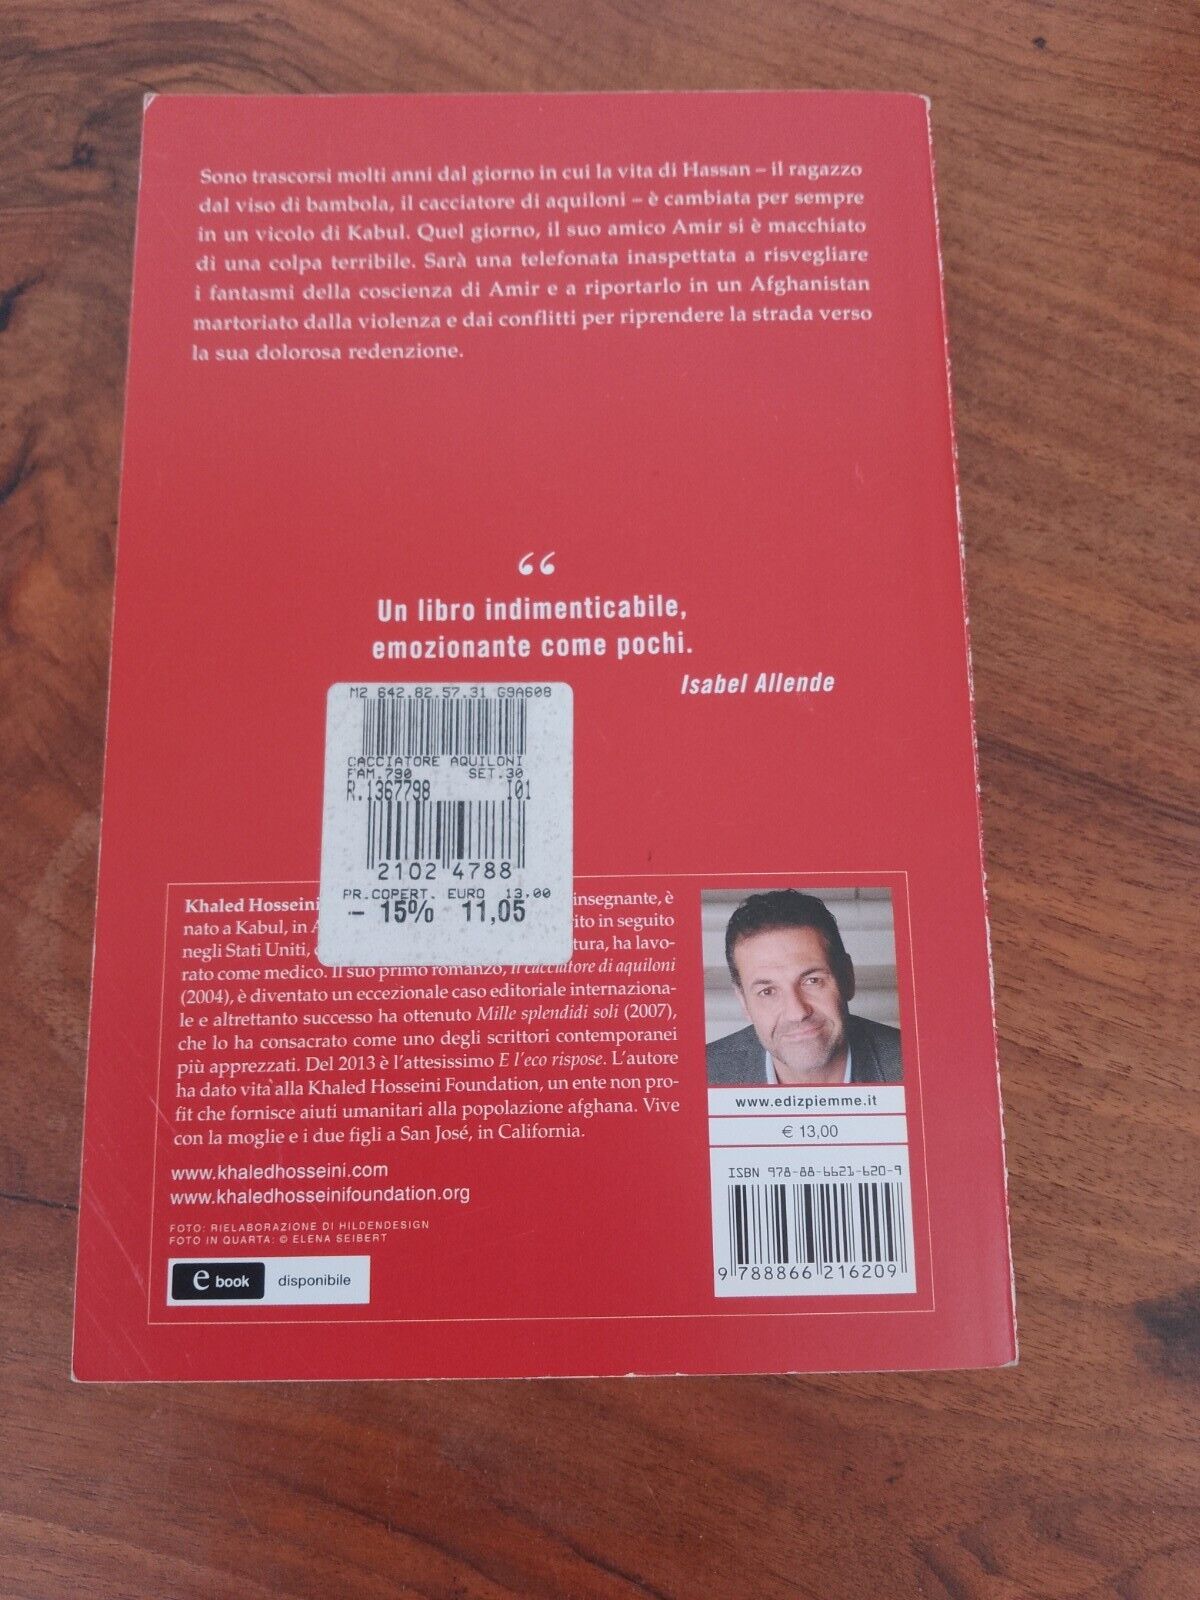 Sono trascorsi molti anni dal giorno in cui la vita di Hassan – il ragazzo
dal viso di bambola, il cacciatore di aquiloni – è cambiata per sempre
in un vicolo di Kabul. Quel giorno, il suo amico Amir si è macchiato
di una colpa terribile. Sarà una telefonata inaspettata a risvegliare
i fantasmi della coscienza di Amir e a riportarlo in un Afghanistan
martoriato dalla violenza e dai conflitti per riprendere la strada verso
la sua dolorosa redenzione.
“
Un libro indimenticabile,
emozionante come pochi.
Isabel Allende
M2 642.82.57.31 G9A608
CACCIATORE AQUILONI
FAM.790 SET.30
R.1367798 I01
2102 4788
PR.COPERT. EURO 13,00
- 15% 11,05
Khaled Hosseini insegnante, è
nato a Kabul, in in seguito
negli Stati Uniti, ha lavo-
rato come medico. Il suo primo romanzo, Il cacciatore di aquiloni
(2004), è diventato un eccezionale caso editoriale internaziona-
le e altrettanto successo ha ottenuto Mille splendidi soli (2007),
che lo ha consacrato come uno degli scrittori contemporanei
più apprezzati. Del 2013 è l'attesissimo E l'eco rispose. L'autore
ha dato vita alla Khaled Hosseini Foundation, un ente non pro-
fit che fornisce aiuti umanitari alla popolazione afghana. Vive
con la moglie e i due figli a San José, in California.
www.khaledhosseini.com
www.khaledhosseinifoundation.org
FOTO: RIELABORAZIONE DI HILDENDESIGN
FOTO IN QUARTA: © ELENA SEIBERT
e book disponibile
www.edizpiemme.it
€ 13,00
ISBN 978-88-6621-620-9
9 788866 216209